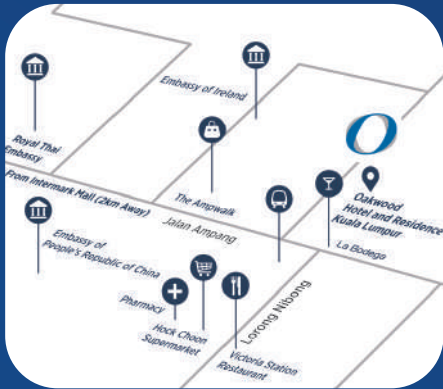 Embassy of Ireland
Royal Thai
Embassy
The Ampwalk
Oakwood
Hotel and Residence
Kuala Lumpur
La Bodega
From Intermark Mall (2km Away)
Jalan Ampang
Embassy of
People's Republic of China
Pharmacy
Hock Choon
Supermarket
Victoria Station
Restaurant
Lorong Nibong